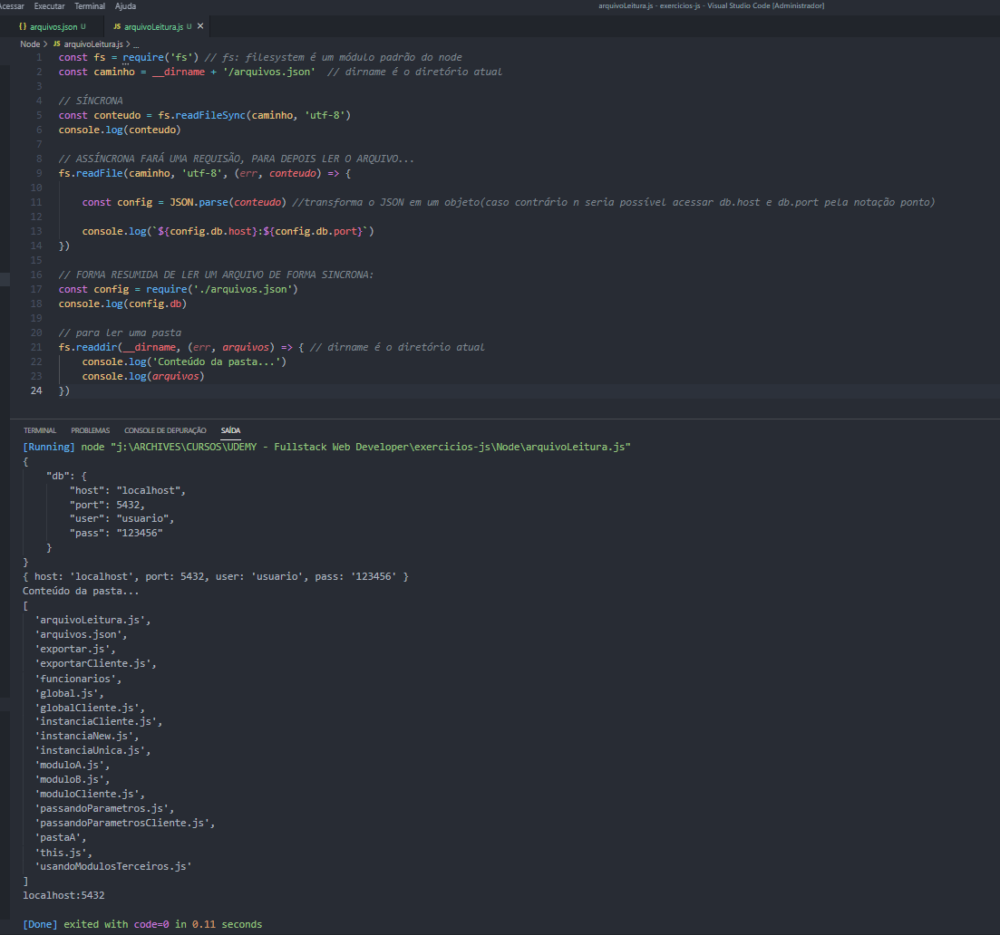 Acessar Executar Terminal Ajuda
arquivoLeitura.js - exercicios-js - Visual Studio Code [Administrador]
{ } arquivos.json U
JS arquivoLeitura.js U ×
Node > JS arquivoLeitura.js > ...
1 const fs = require('fs') // fs: filesystem é um módulo padrão do node
2 const caminho = __dirname + '/arquivos.json'  // dirname é o diretório atual
3
4 // SÍNCRONA
5 const conteudo = fs.readFileSync(caminho, 'utf-8')
6 console.log(conteudo)
7
8 // ASSÍNCRONA FARÁ UMA REQUISÃO, PARA DEPOIS LER O ARQUIVO...
9 fs.readFile(caminho, 'utf-8', (err, conteudo) => {
10
11     const config = JSON.parse(conteudo) //transforma o JSON em um objeto(caso contrário n seria possível acessar db.host e db.port pela notação ponto)
12
13     console.log(`${config.db.host}:${config.db.port}`)
14 })
15
16 // FORMA RESUMIDA DE LER UM ARQUIVO DE FORMA SINCRONA:
17 const config = require('./arquivos.json')
18 console.log(config.db)
19
20 // para ler uma pasta
21 fs.readdir(__dirname, (err, arquivos) => { // dirname é o diretório atual
22     console.log('Conteúdo da pasta...')
23     console.log(arquivos)
24 })
TERMINAL PROBLEMAS CONSOLE DE DEPURAÇÃO SAÍDA
[Running] node "j:\ARCHIVES\CURSOS\UDEMY - Fullstack Web Developer\exercicios-js\Node\arquivoLeitura.js"
{
    "db": {
        "host": "localhost",
        "port": 5432,
        "user": "usuario",
        "pass": "123456"
    }
}
{ host: 'localhost', port: 5432, user: 'usuario', pass: '123456' }
Conteúdo da pasta...
[
  'arquivoLeitura.js',
  'arquivos.json',
  'exportar.js',
  'exportarCliente.js',
  'funcionarios',
  'global.js',
  'globalCliente.js',
  'instanciaCliente.js',
  'instanciaNew.js',
  'instanciaUnica.js',
  'moduloA.js',
  'moduloB.js',
  'moduloCliente.js',
  'passandoParametros.js',
  'passandoParametrosCliente.js',
  'pastaA',
  'this.js',
  'usandoModulosTerceiros.js'
]
localhost:5432
[Done] exited with code=0 in 0.11 seconds